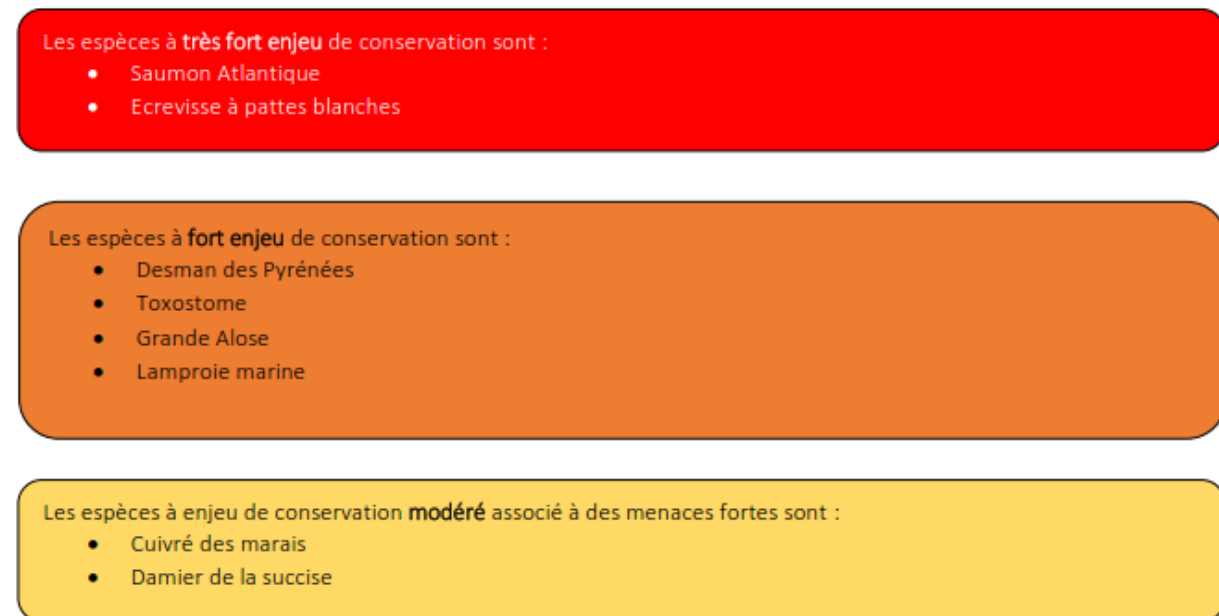 Les espèces à très fort enjeu de conservation sont :
• Saumon Atlantique
• Ecrevisse à pattes blanches
Les espèces à fort enjeu de conservation sont :
• Desman des Pyrénées
• Toxostome
• Grande Alose
• Lamproie marine
Les espèces à enjeu de conservation modéré associé à des menaces fortes sont :
• Cuivré des marais
• Damier de la succise